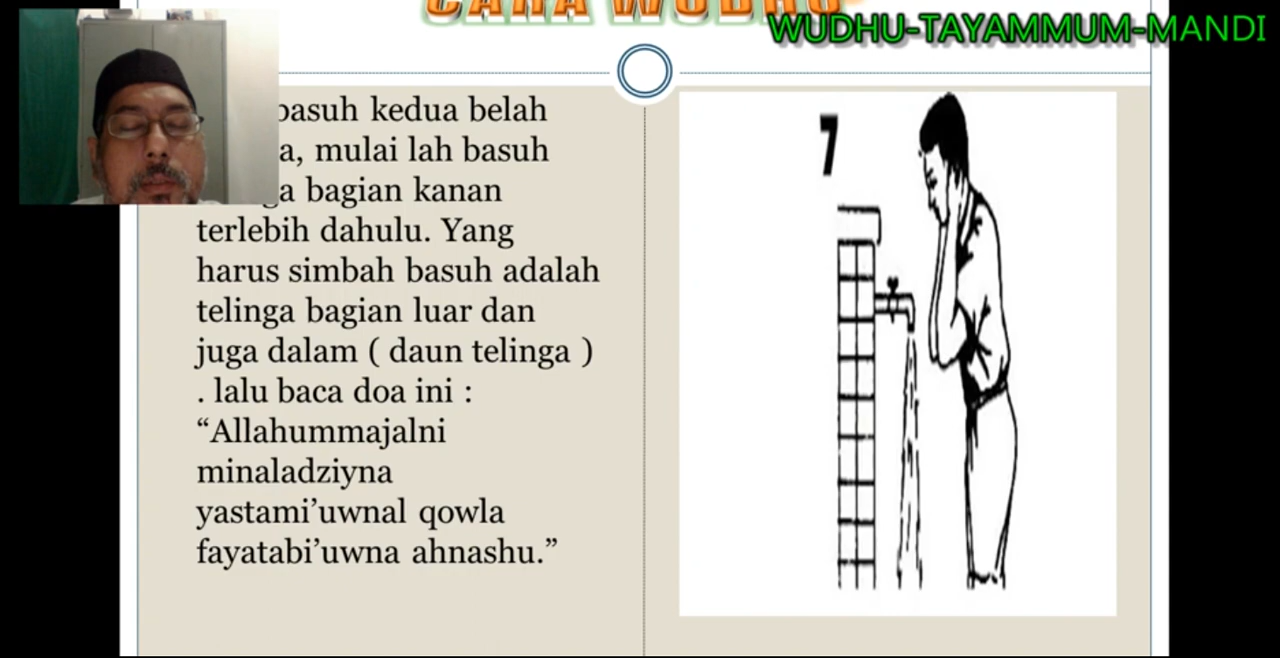 CARA WUDHU
WUDHU-TAYAMMUM-MANDI
basuh kedua belah
mulai lah basuh
bagian kanan
terlebih dahulu. Yang
harus simbah basuh adalah
telinga bagian luar dan
juga dalam ( daun telinga )
. lalu baca doa ini :
“Allahummajalni
minaladziyna
yastami’uwnal qowla
fayatabi’uwna ahnashu.”
7